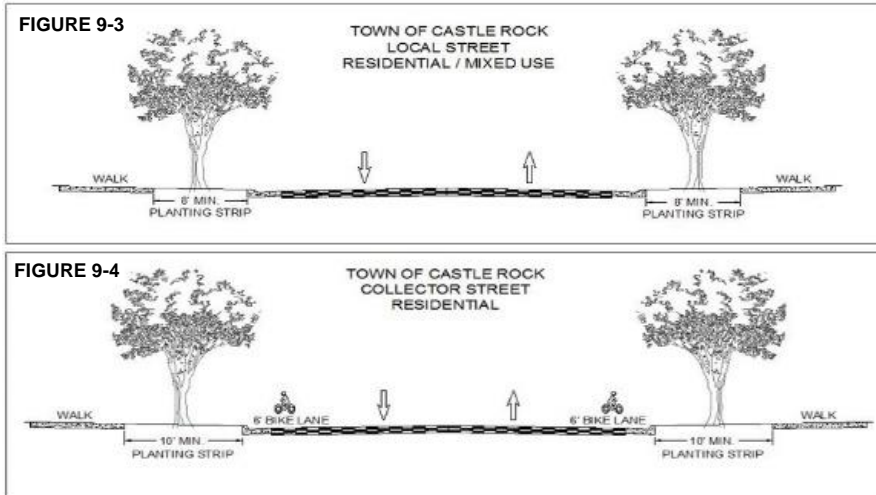 FIGURE 9-3
TOWN OF CASTLE ROCK
LOCAL STREET
RESIDENTIAL / MIXED USE
WALK
8' MIN.
PLANTING STRIP
8' MIN.
PLANTING STRIP
WALK
FIGURE 9-4
TOWN OF CASTLE ROCK
COLLECTOR STREET
RESIDENTIAL
WALK
10' MIN.
PLANTING STRIP
6' BIKE LANE
6' BIKE LANE
10' MIN.
PLANTING STRIP
WALK